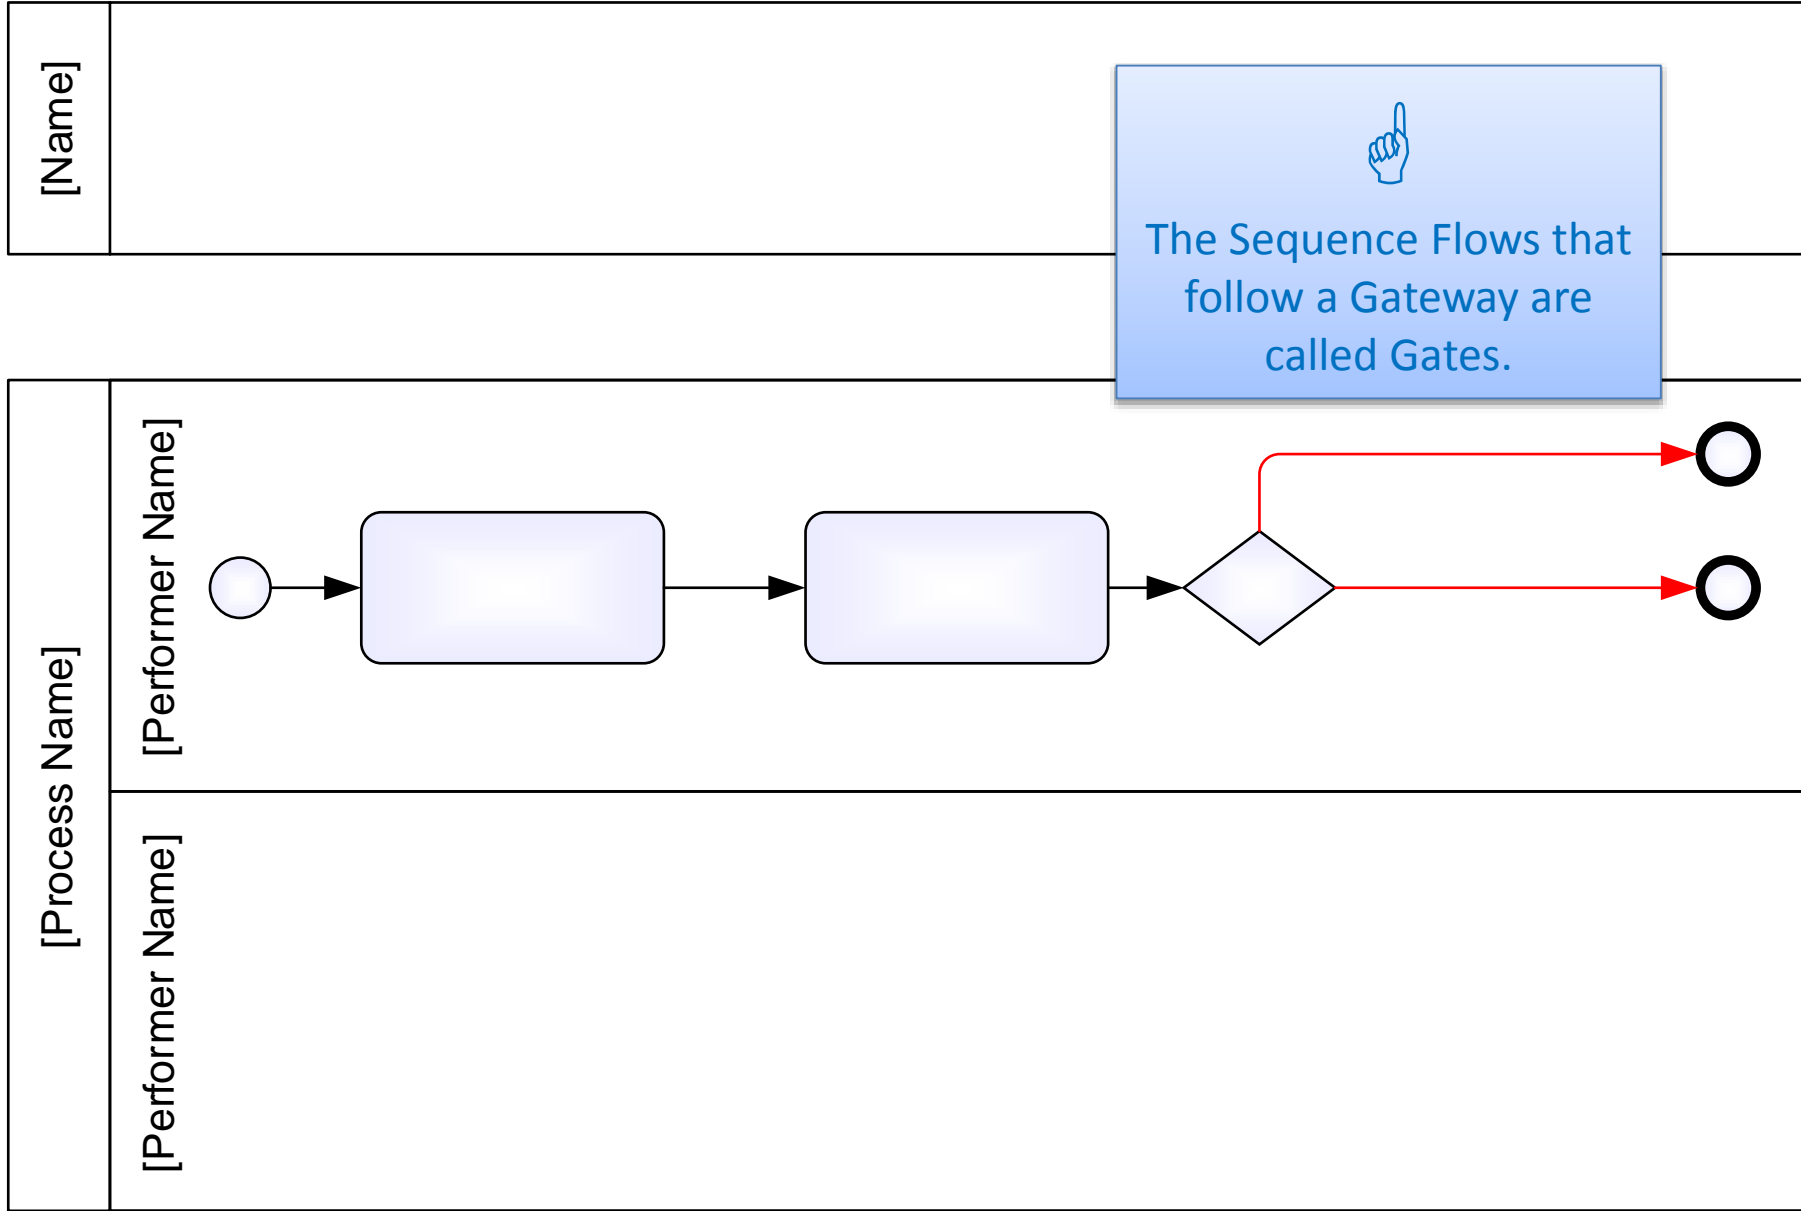 [Name]
☝
The Sequence Flows that
follow a Gateway are
called Gates.
[Process Name]
[Performer Name]
[Performer Name]